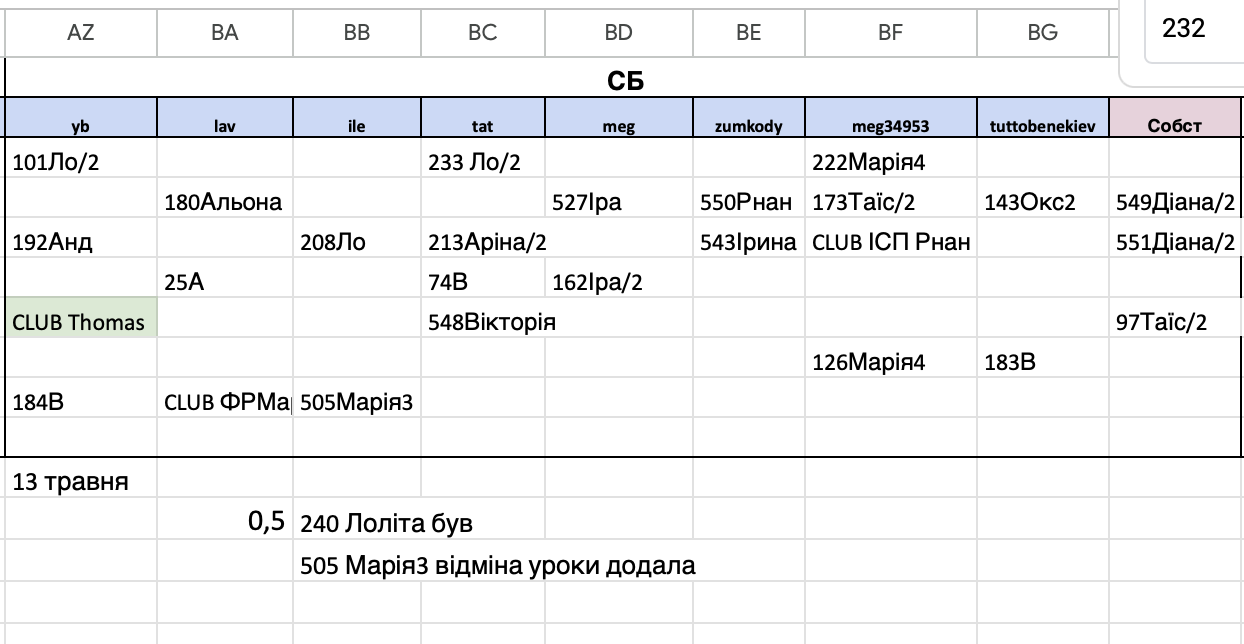 AZ BA BB BC BD BE BF BG 232
СБ
yb lav ile tat meg zumkody meg34953 tuttobenekiev Собст
101Ло/2 233 Ло/2 222Марія4
180Альона 527Іра 550Рнан 173Таїс/2 143Окс2 549Діана/2
192Анд 208Ло 213Аріна/2 543Ірина CLUB ІСП Рнан 551Діана/2
25А 74В 162Іра/2
CLUB Thomas 548Вікторія 97Таїс/2
126Марія4 183В
184В CLUB ФРМа 505Марія3
13 травня
0,5 240 Лоліта був
505 Марія3 відміна уроки додала